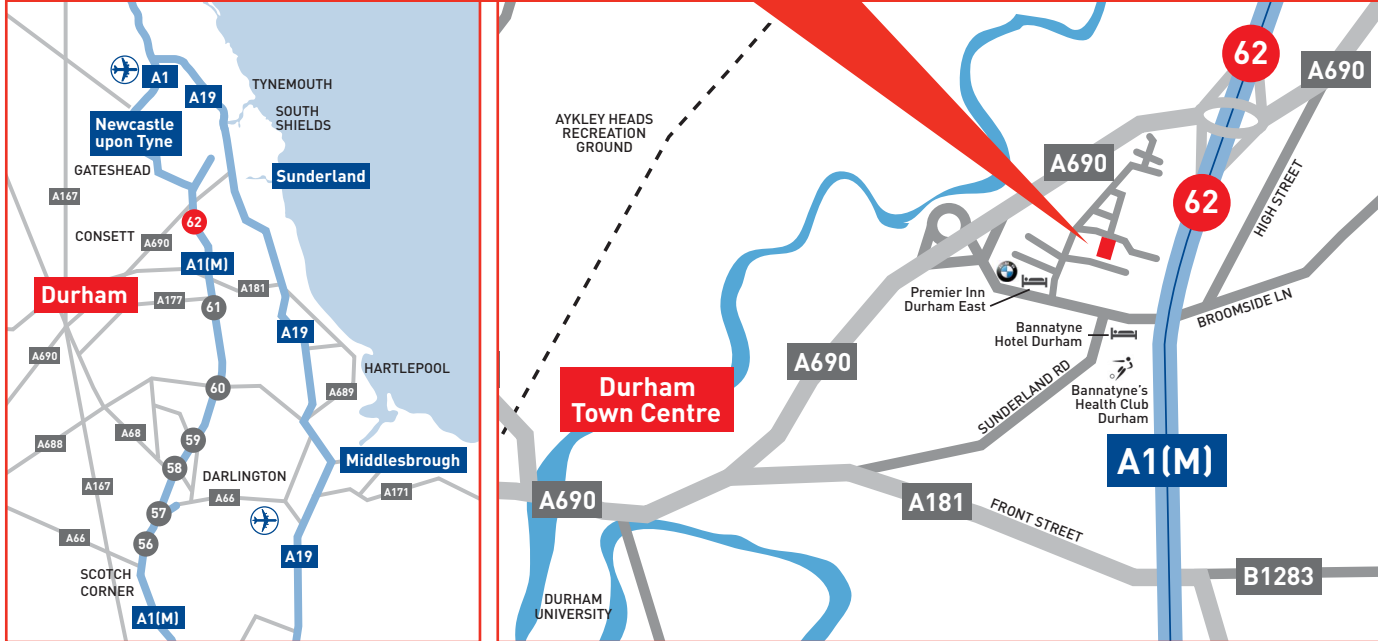 A1
A19
TYNEMOUTH
SOUTH
SHIELDS
Newcastle
upon Tyne
GATESHEAD
Sunderland
A167
62
CONSETT
A690
A1(M)
Durham
A177
A181
61
A19
A690
HARTLEPOOL
60
A689
A68
59
A688
58
Middlesbrough
DARLINGTON
A167
A66
A171
57
A66
56
A19
SCOTCH
CORNER
A1(M)
62
A690
AYKLEY HEADS
RECREATION
GROUND
A690
62
HIGH STREET
BMW
Premier Inn
Durham East
BROOMSIDE LN
Bannatyne
Hotel Durham
A690
SUNDERLAND RD
Bannatyne's
Health Club
Durham
Durham
Town Centre
A1(M)
A690
A181
FRONT STREET
B1283
DURHAM
UNIVERSITY